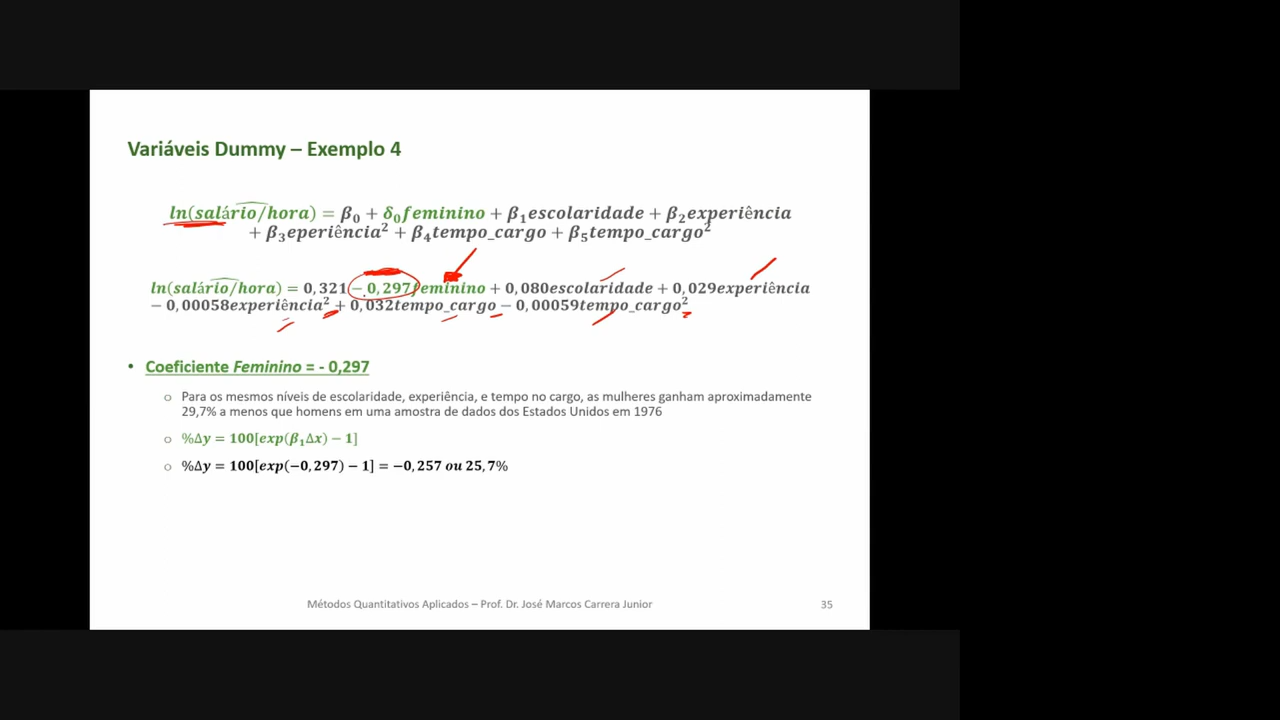 Variáveis Dummy – Exemplo 4
ln(salário/hora) = β₀ + δ₀feminino + β₁escolaridade + β₂experiência
+ β₃eperiência² + β₄tempo_cargo + β₅tempo_cargo²
ln(salário/hora) = 0,321 − 0,297feminino + 0,080escolaridade + 0,029experiência
− 0,00058experiência² + 0,032tempo_cargo − 0,00059tempo_cargo²
• Coeficiente Feminino = - 0,297
o Para os mesmos níveis de escolaridade, experiência, e tempo no cargo, as mulheres ganham aproximadamente
29,7% a menos que homens em uma amostra de dados dos Estados Unidos em 1976
o %Δy = 100[exp(β₁Δx) − 1]
o %Δy = 100[exp(−0,297) − 1] = −0,257 ou 25,7%
Métodos Quantitativos Aplicados – Prof. Dr. José Marcos Carrera Junior
35